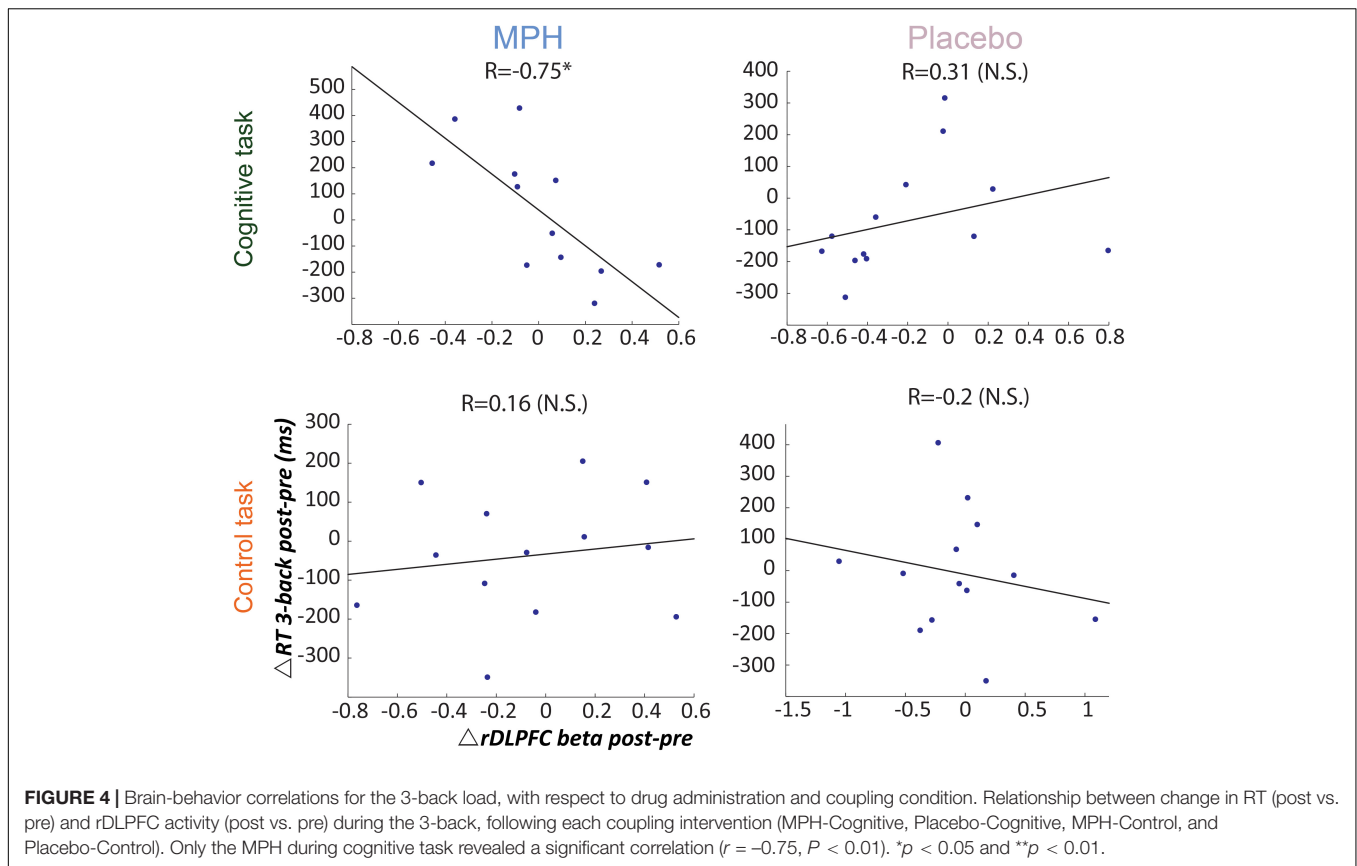 MPH
Placebo
R=-0.75*
R=0.31 (N.S.)
Cognitive task
500
400
300
200
100
0
-100
-200
-300
-0.8 -0.6 -0.4 -0.2 0 0.2 0.4 0.6
400
300
200
100
0
-100
-200
-300
-0.8 -0.6 -0.4 -0.2 0 0.2 0.4 0.6 0.8
R=0.16 (N.S.)
R=-0.2 (N.S.)
Control task
△RT 3-back post-pre (ms)
300
200
100
0
-100
-200
-300
-0.8 -0.6 -0.4 -0.2 0 0.2 0.4 0.6
△rDLPFC beta post-pre
400
300
200
100
0
-100
-200
-300
-1.5 -1 -0.5 0 0.5 1
FIGURE 4 | Brain-behavior correlations for the 3-back load, with respect to drug administration and coupling condition. Relationship between change in RT (post vs.
pre) and rDLPFC activity (post vs. pre) during the 3-back, following each coupling intervention (MPH-Cognitive, Placebo-Cognitive, MPH-Control, and
Placebo-Control). Only the MPH during cognitive task revealed a significant correlation (r = –0.75, P < 0.01). *p < 0.05 and **p < 0.01.